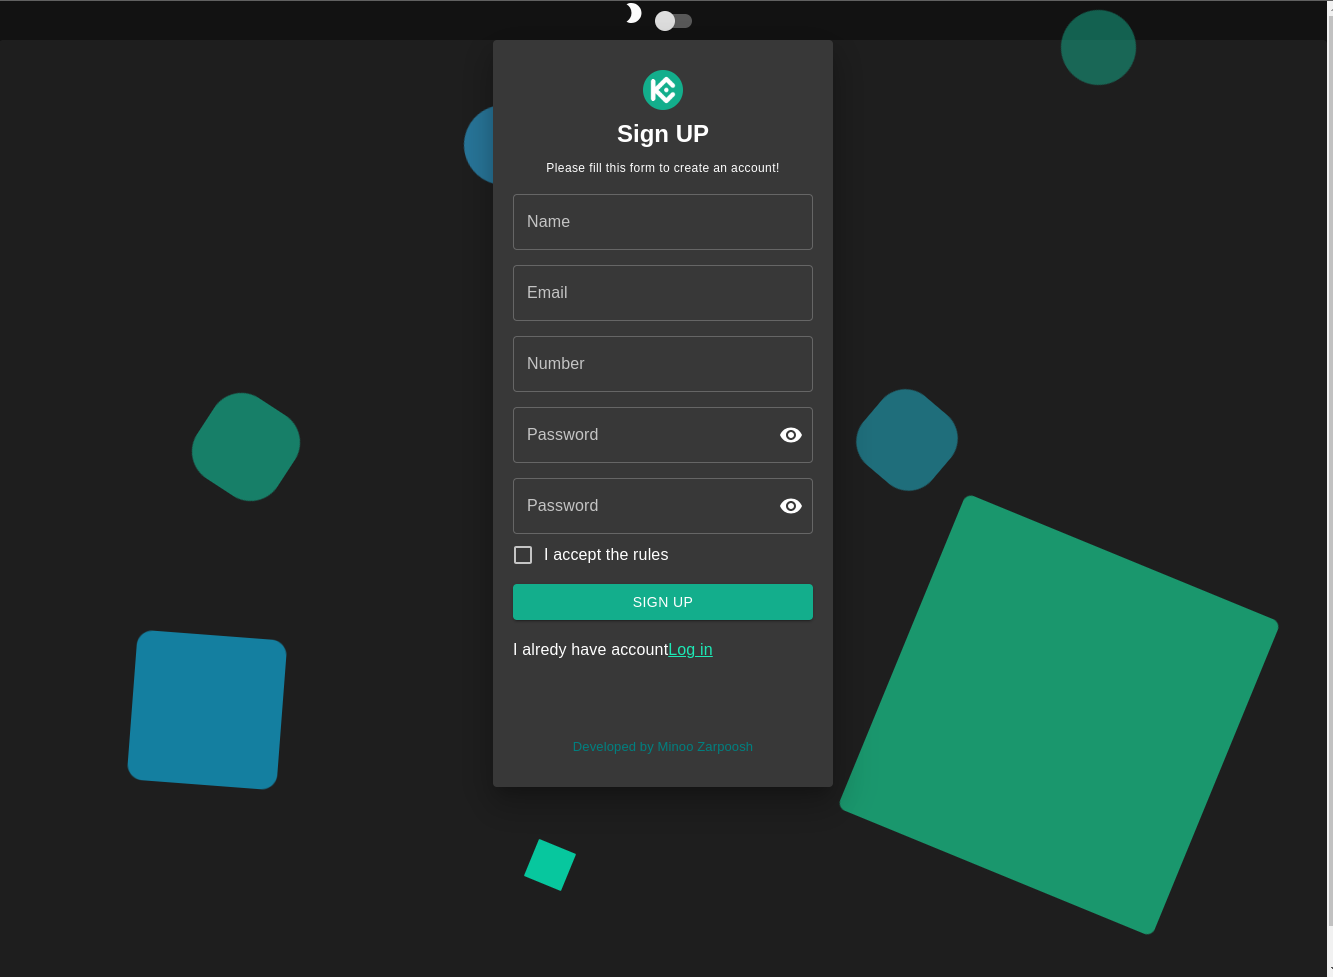 Sign UP
Please fill this form to create an account!
Name
Email
Number
Password
Password
I accept the rules
SIGN UP
I alredy have accountLog in
Developed by Minoo Zarpoosh